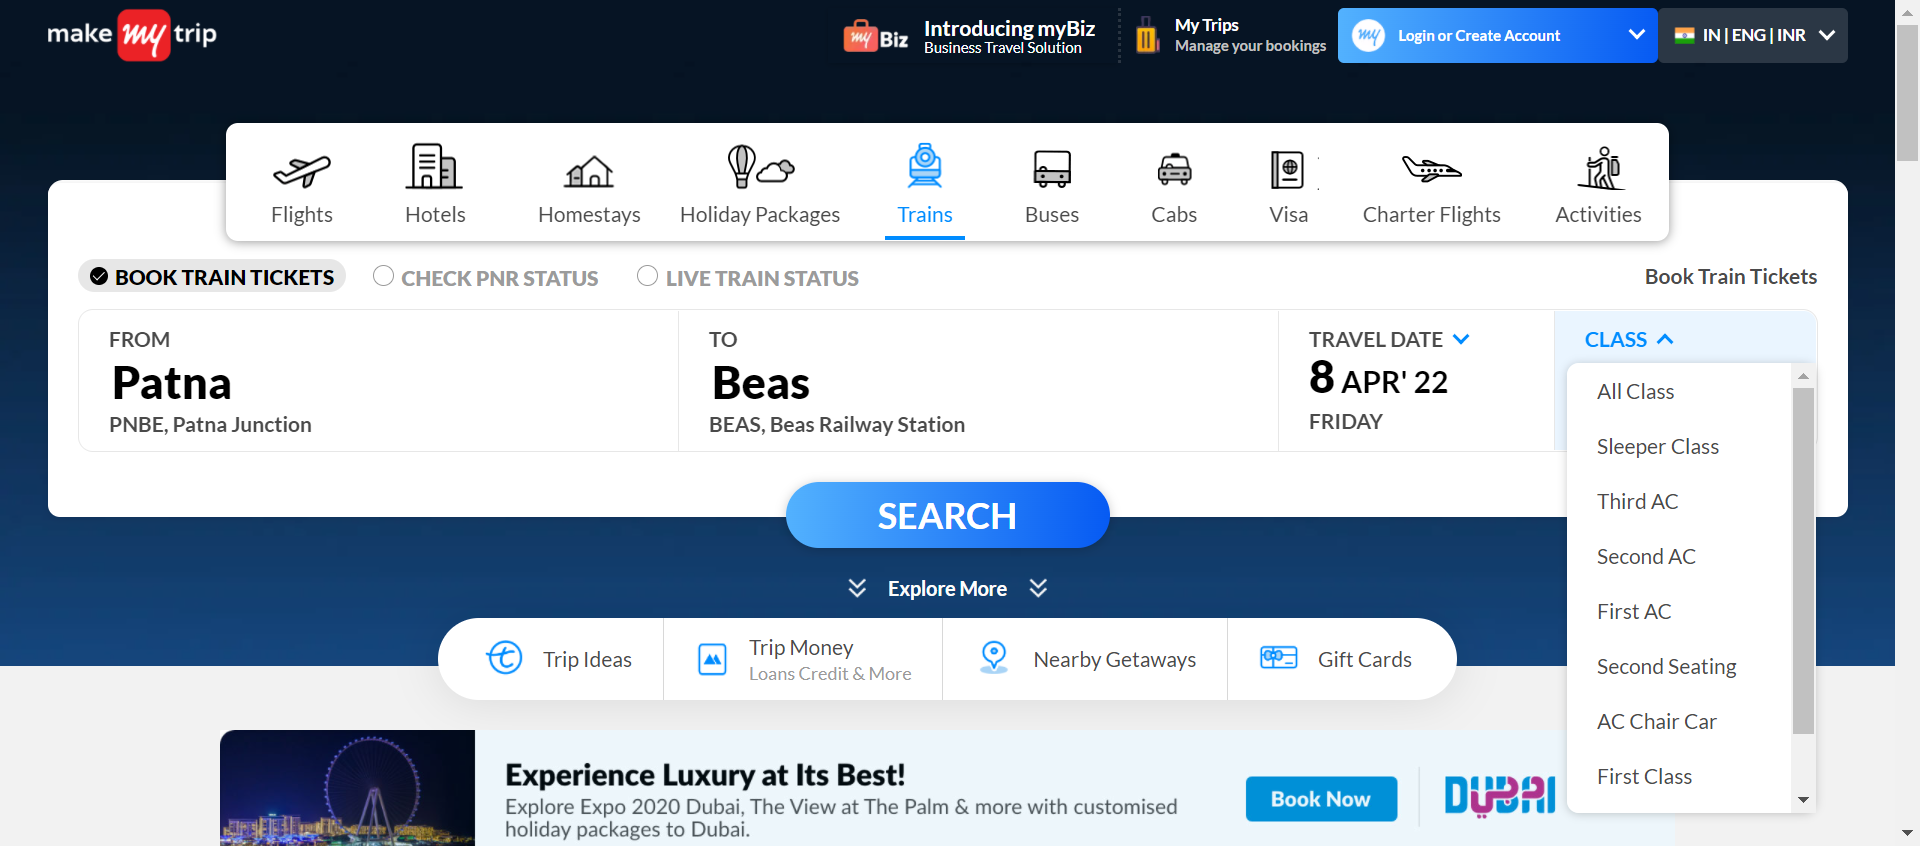 make my trip
my Biz
Introducing myBiz
Business Travel Solution
My Trips
Manage your bookings
my
Login or Create Account
IN | ENG | INR
Flights
Hotels
Homestays
Holiday Packages
Trains
Buses
Cabs
Visa
Charter Flights
Activities
BOOK TRAIN TICKETS
CHECK PNR STATUS
LIVE TRAIN STATUS
Book Train Tickets
FROM
Patna
PNBE, Patna Junction
TO
Beas
BEAS, Beas Railway Station
TRAVEL DATE
8 APR' 22
FRIDAY
CLASS
All Class
Sleeper Class
Third AC
Second AC
First AC
Second Seating
AC Chair Car
First Class
SEARCH
Explore More
Trip Ideas
Trip Money
Loans Credit & More
Nearby Getaways
Gift Cards
Experience Luxury at Its Best!
Explore Expo 2020 Dubai, The View at The Palm & more with customised
holiday packages to Dubai.
Book Now
DUBAI